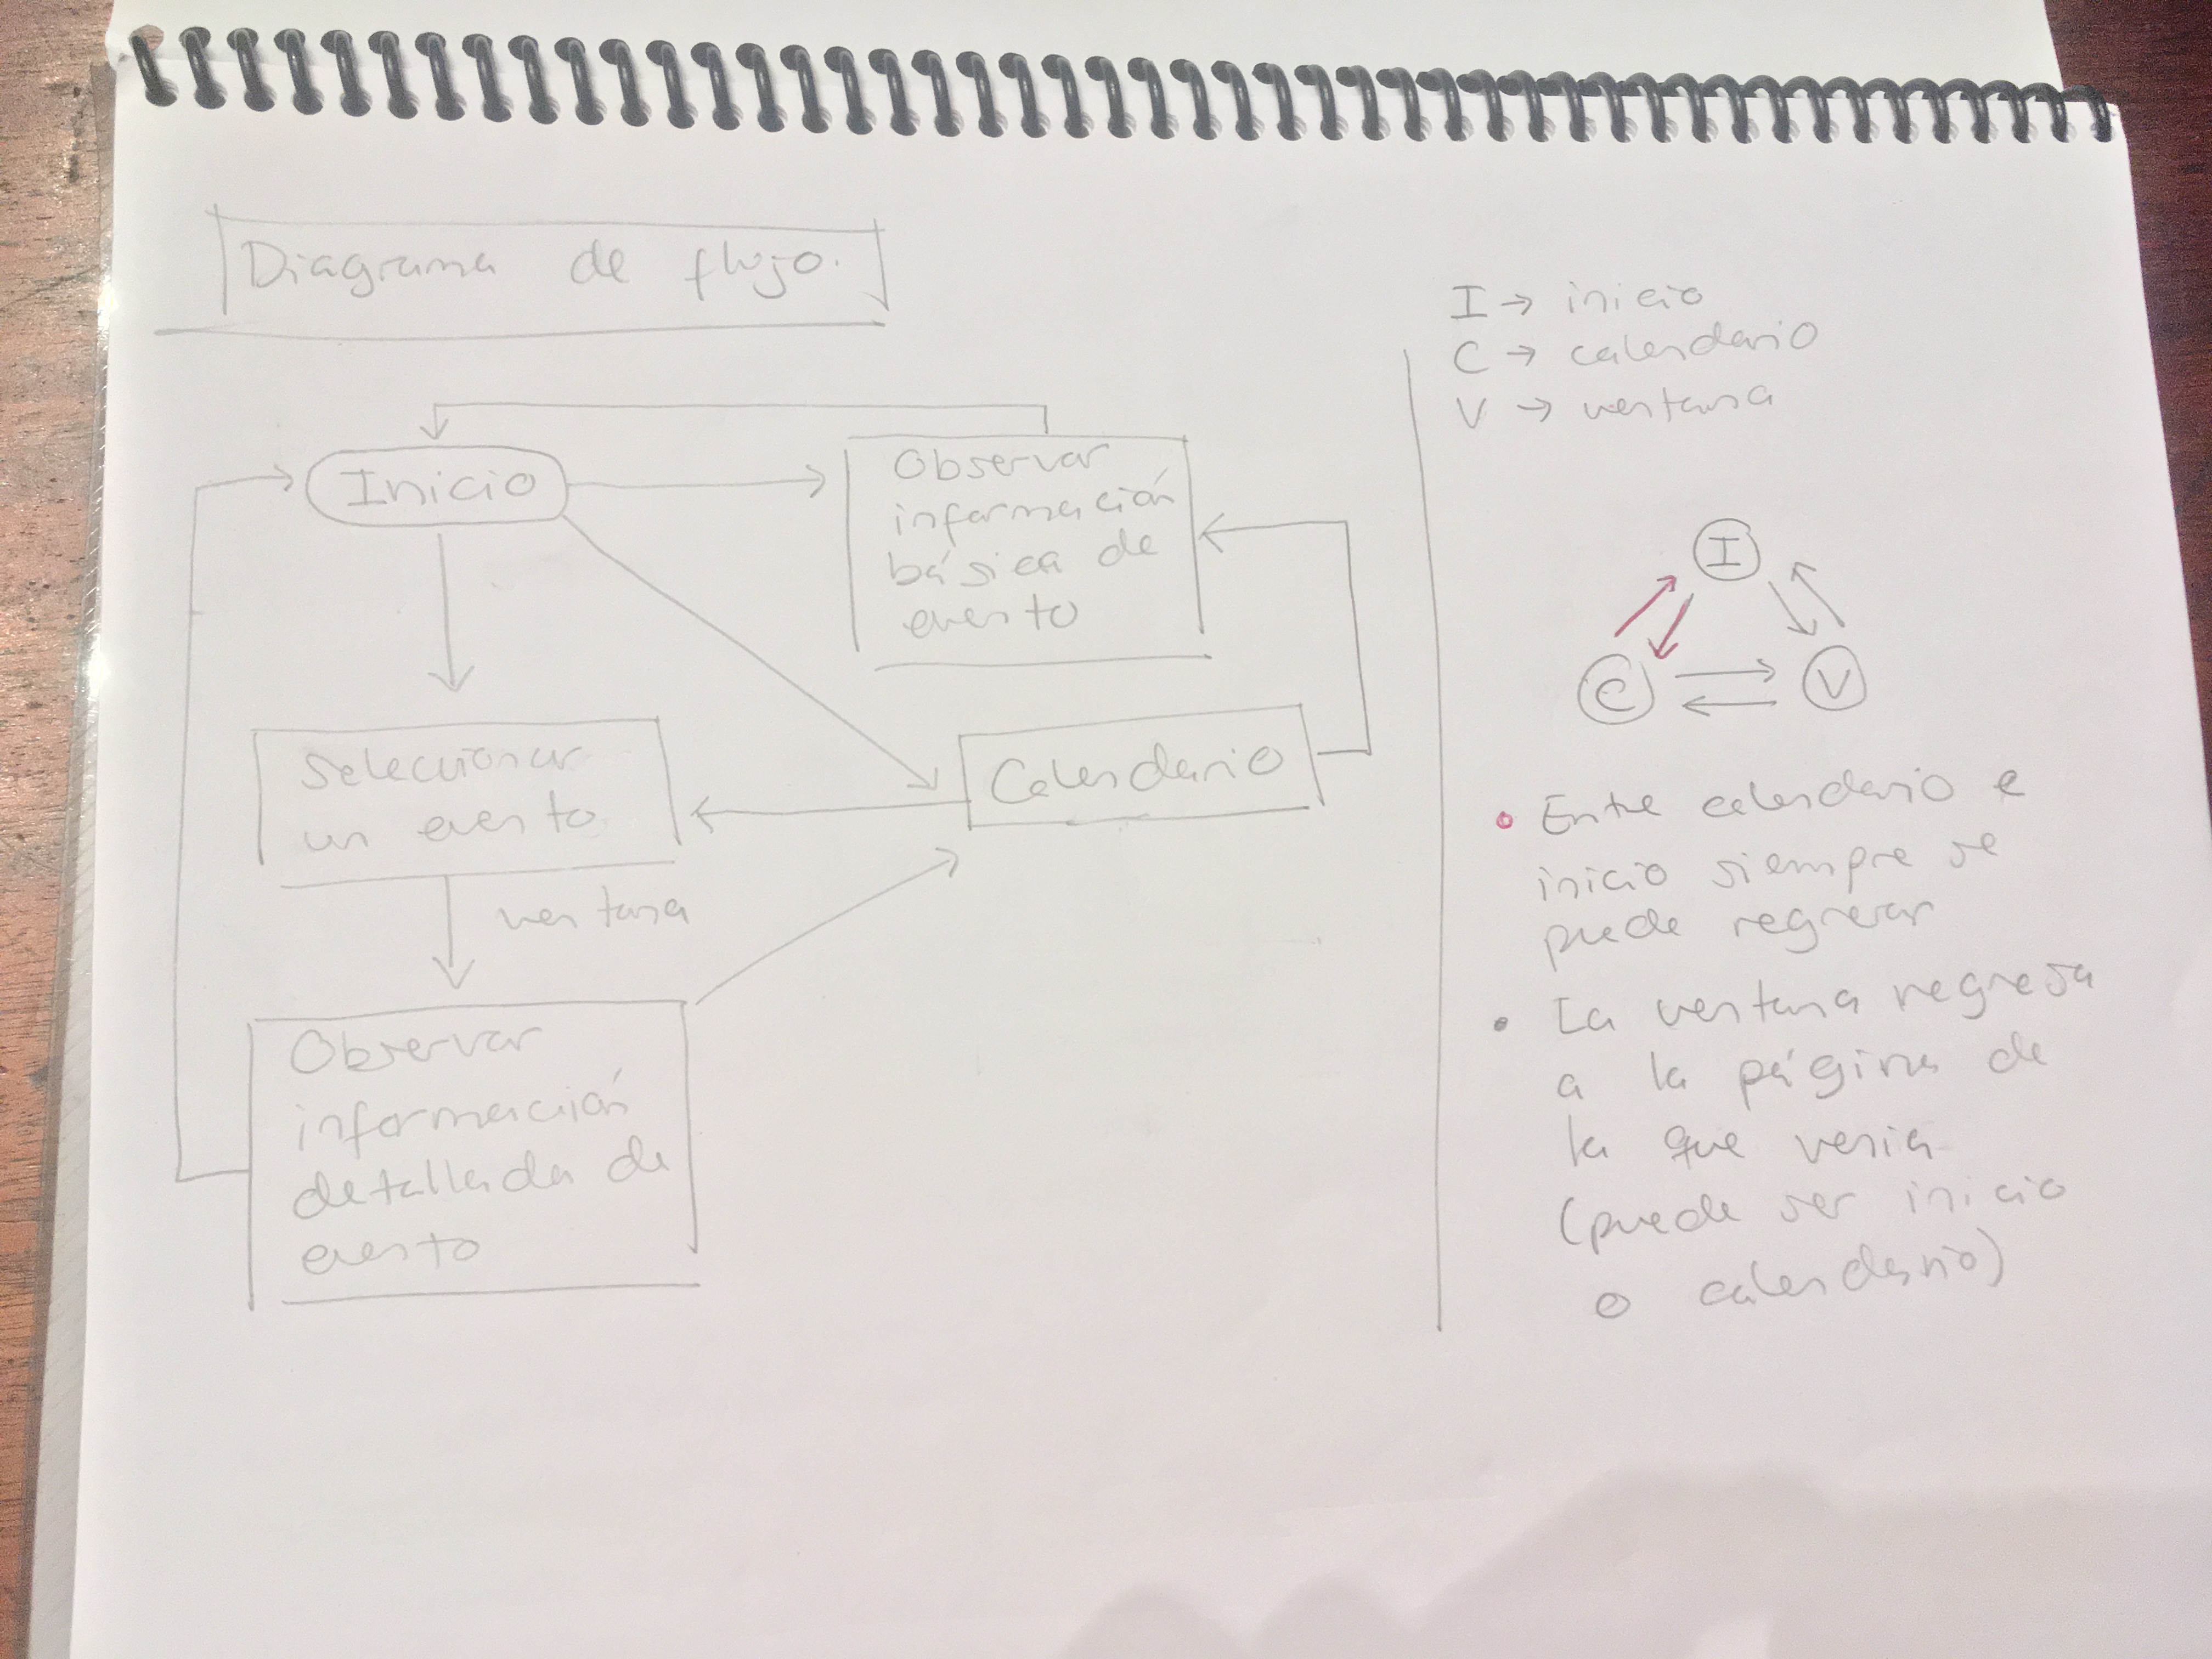 Diagrama de flujo.
Inicio
Observar
información
básica de
evento
Seleccionar
un evento
Calendario
ventana
Observar
información
detallada de
evento
I → inicio
C → calendario
V → ventana
I
C
V
• Entre calendario e
inicio siempre se
puede regresar
• La ventana regresa
a la página de
la que venia
(puede ser inicio
o calendario)